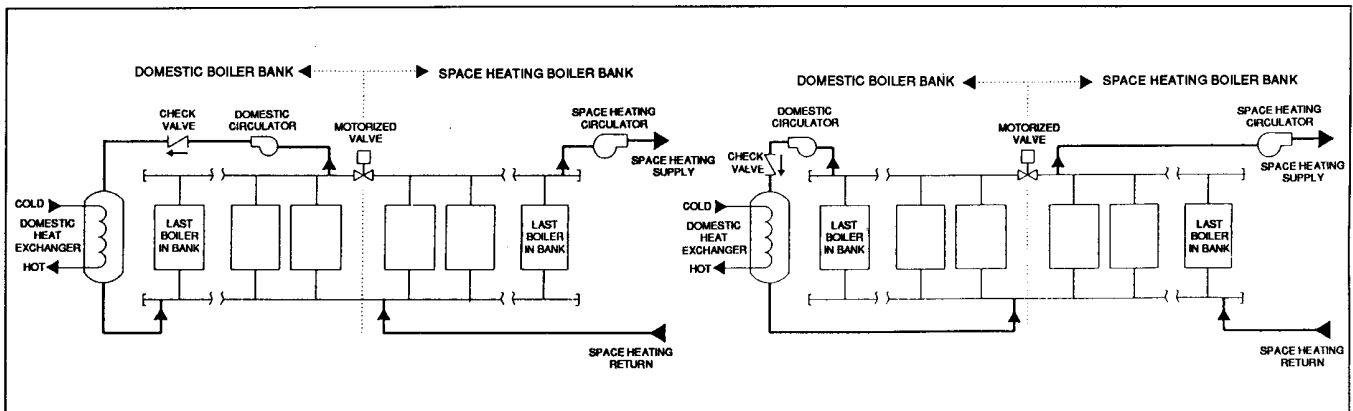 DOMESTIC BOILER BANK
SPACE HEATING BOILER BANK
CHECK
VALVE
DOMESTIC
CIRCULATOR
MOTORIZED
VALVE
SPACE HEATING
CIRCULATOR
SPACE HEATING
SUPPLY
COLD
DOMESTIC
HEAT
EXCHANGER
HOT
LAST
BOILER
IN BANK
LAST
BOILER
IN BANK
SPACE HEATING
RETURN
DOMESTIC BOILER BANK
SPACE HEATING BOILER BANK
DOMESTIC
CIRCULATOR
CHECK
VALVE
MOTORIZED
VALVE
SPACE HEATING
CIRCULATOR
SPACE HEATING
SUPPLY
COLD
DOMESTIC
HEAT
EXCHANGER
HOT
LAST
BOILER
IN BANK
LAST
BOILER
IN BANK
SPACE HEATING
RETURN